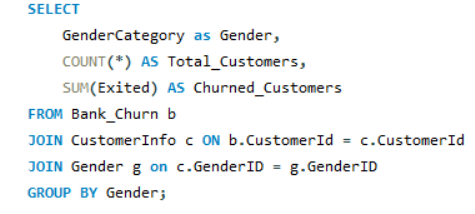 SELECT
GenderCategory as Gender,
COUNT(*) AS Total_Customers,
SUM(Exited) AS Churned_Customers
FROM Bank_Churn b
JOIN CustomerInfo c ON b.CustomerId = c.CustomerId
JOIN Gender g on c.GenderID = g.GenderID
GROUP BY Gender;